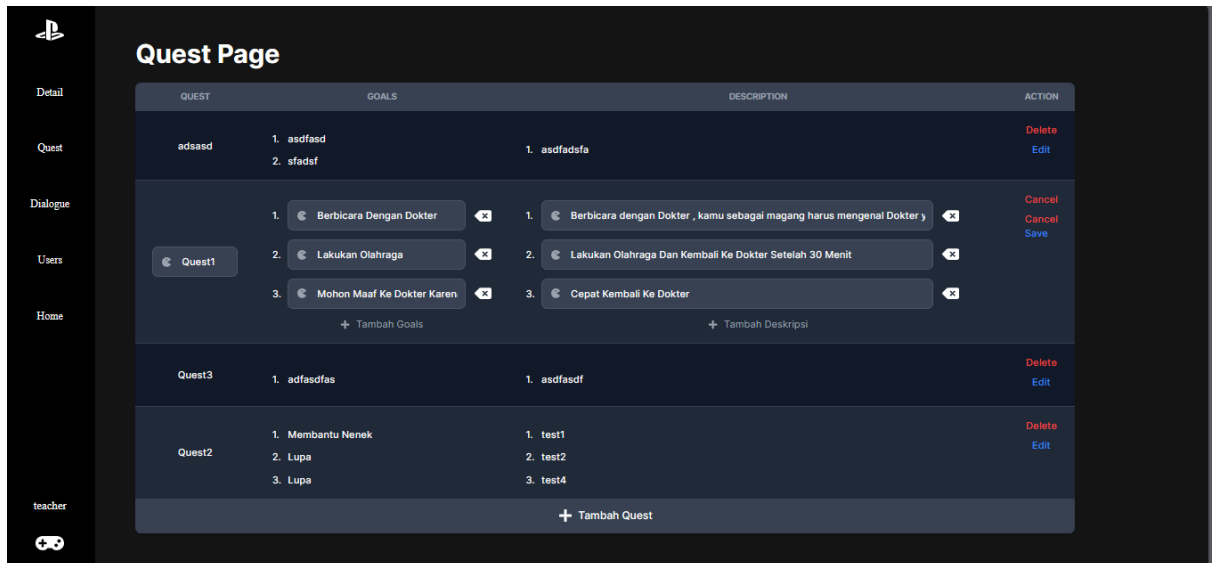 Quest Page
Detail
Quest
Dialogue
Users
Home
teacher
QUEST GOALS DESCRIPTION ACTION
adsasd
1. asdfasd
2. sfadsf
1. asdfadsfa
Delete
Edit
Quest1
1. Berbicara Dengan Dokter
2. Lakukan Olahraga
3. Mohon Maaf Ke Dokter Karen
+ Tambah Goals
1. Berbicara dengan Dokter , kamu sebagai magang harus mengenal Dokter y
2. Lakukan Olahraga Dan Kembali Ke Dokter Setelah 30 Menit
3. Cepat Kembali Ke Dokter
+ Tambah Deskripsi
Cancel
Cancel
Save
Quest3
1. adfasdfas
1. asdfasdf
Delete
Edit
Quest2
1. Membantu Nenek
2. Lupa
3. Lupa
1. test1
2. test2
3. test4
Delete
Edit
+ Tambah Quest